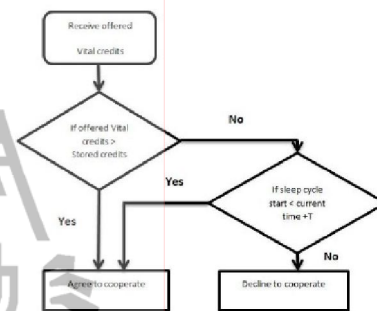 Receive offered
Vital credits
If offered Vital
credits >
Stored credits
No
Yes
If sleep cycle
start < current
time +T
Yes
No
Agree to cooperate
Decline to cooperate